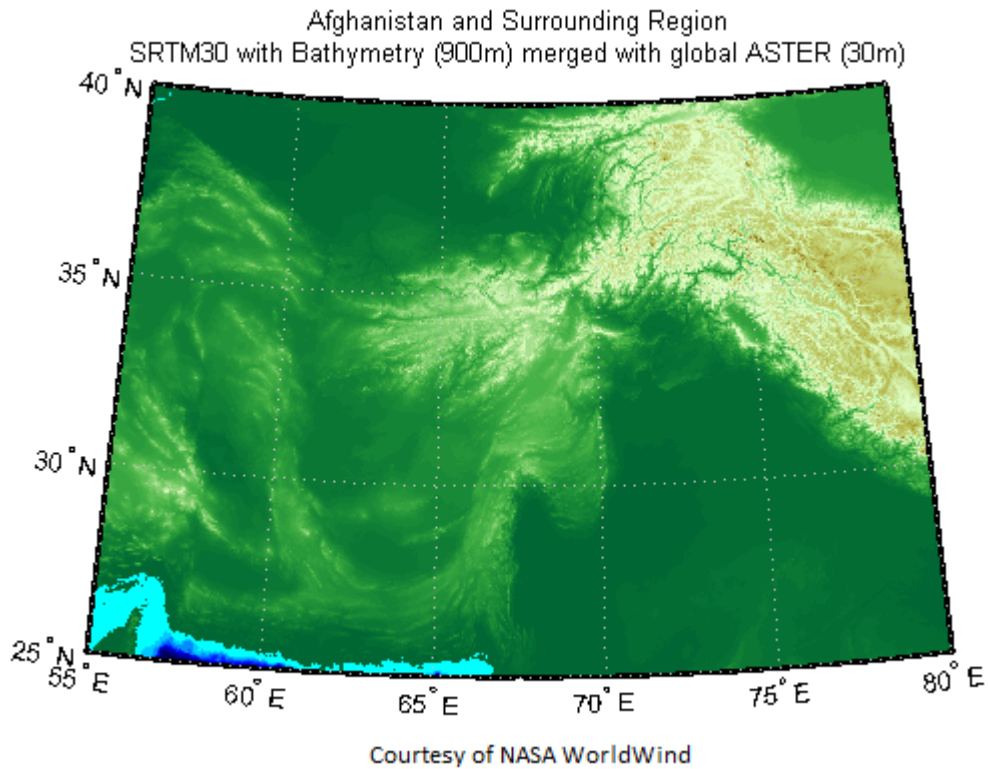 Afghanistan and Surrounding Region
SRTM30 with Bathymetry (900m) merged with global ASTER (30m)
40°N
35°N
30°N
25°N
55°E
60°E
65°E
70°E
75°E
80°E
Courtesy of NASA WorldWind